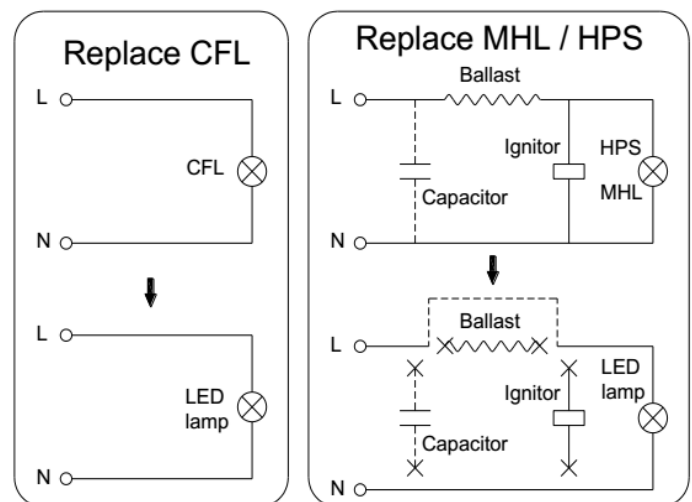 Replace CFL
L
CFL
N
L
LED
lamp
N
Replace MHL / HPS
Ballast
L
Ignitor
HPS
MHL
Capacitor
N
Ballast
L
LED
lamp
Ignitor
Capacitor
N